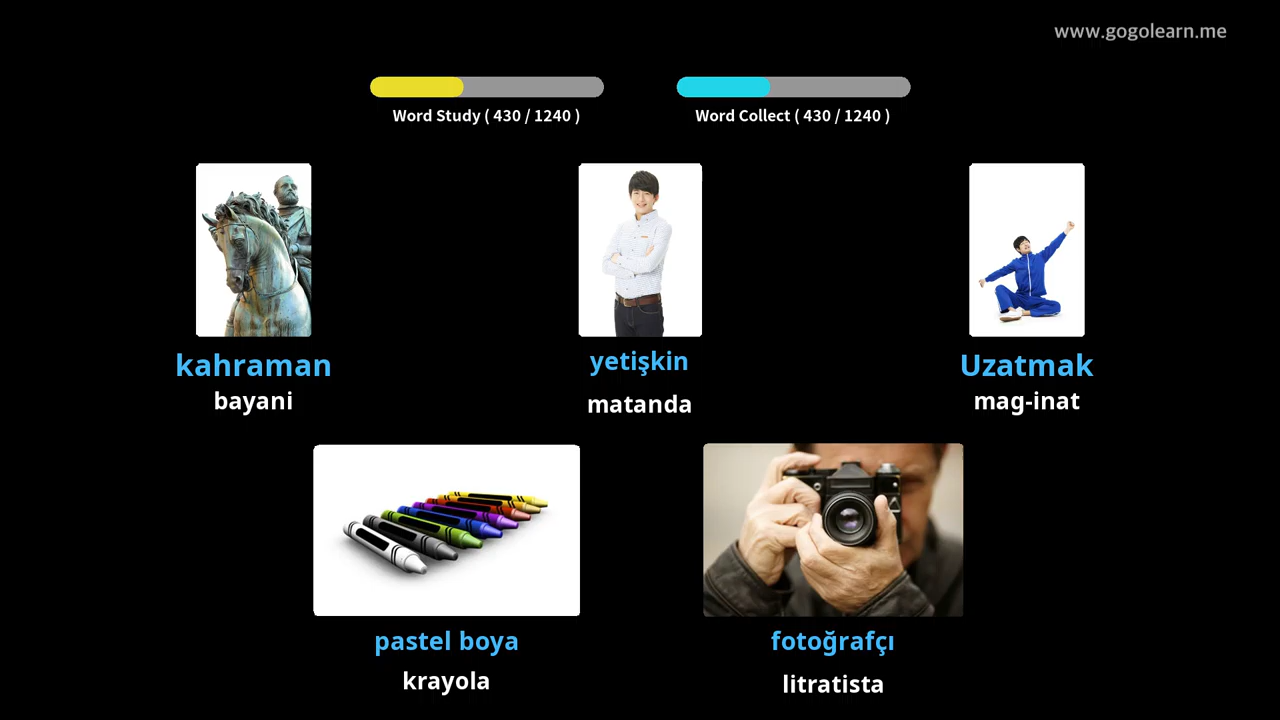 www.gogolearn.me
Word Study ( 430 / 1240 )
Word Collect ( 430 / 1240 )
kahraman
bayani
yetişkin
matanda
Uzatmak
mag-inat
pastel boya
krayola
fotoğrafçı
litratista